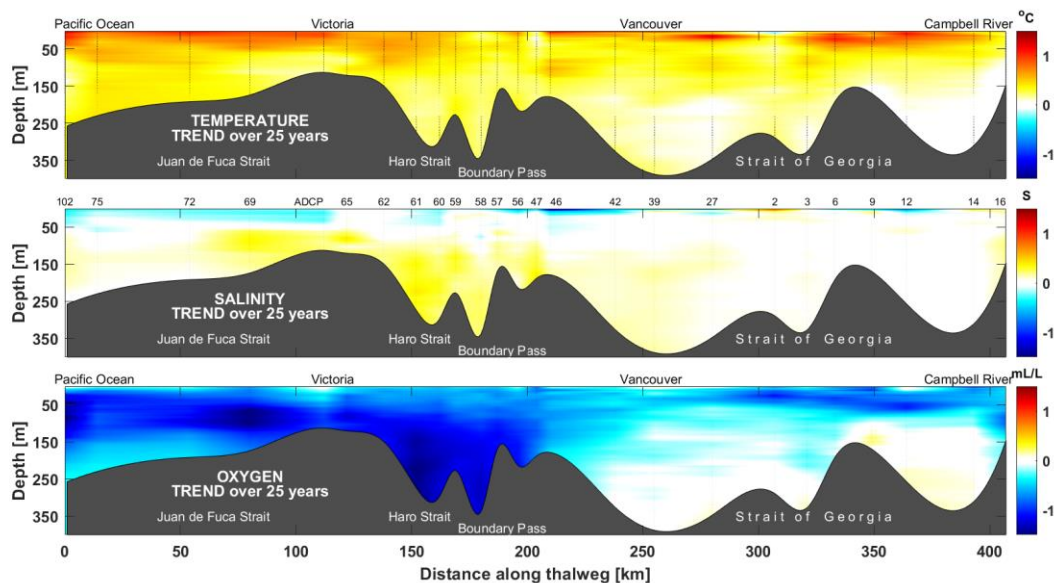 Pacific Ocean Victoria Vancouver Campbell River °C
Depth [m]
50
150
250
350
TEMPERATURE
TREND over 25 years
Juan de Fuca Strait Haro Strait Strait of Georgia
Boundary Pass
1
0
-1
102 75 72 69 ADCP 65 62 61 60 59 58 57 56 47 46 42 39 27 2 3 6 9 12 14 16 S
Depth [m]
50
150
250
350
SALINITY
TREND over 25 years
Juan de Fuca Strait Haro Strait Strait of Georgia
Boundary Pass
1
0
-1
Pacific Ocean Victoria Vancouver Campbell River mL/L
Depth [m]
50
150
250
350
OXYGEN
TREND over 25 years
Juan de Fuca Strait Haro Strait Strait of Georgia
Boundary Pass
1
0
-1
0 50 100 150 200 250 300 350 400
Distance along thalweg [km]